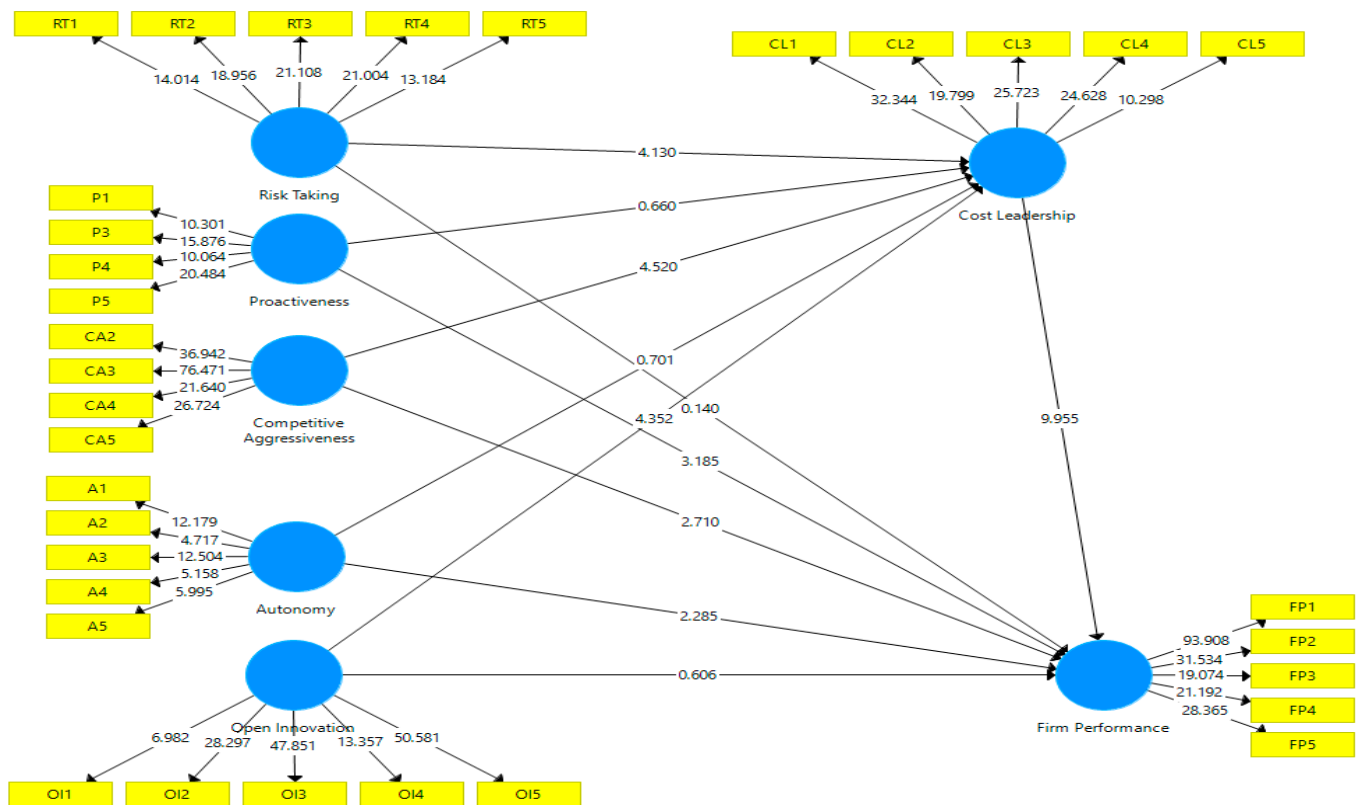 RT1 RT2 RT3 RT4 RT5
14.014 18.956 21.108 21.004 13.184
Risk Taking
CL1 CL2 CL3 CL4 CL5
32.344 19.799 25.723 24.628 10.298
Cost Leadership
P1
P3
P4
P5
10.301
15.876
10.064
20.484
Proactiveness
CA2
CA3
CA4
CA5
36.942
76.471
21.640
26.724
Competitive
Aggressiveness
A1
A2
A3
A4
A5
12.179
4.717
12.504
5.158
5.995
Autonomy
Open Innovation
6.982 28.297 47.851 13.357 50.581
OI1 OI2 OI3 OI4 OI5
4.130
0.660
4.520
0.701
4.352
0.140
3.185
2.710
2.285
0.606
9.955
Firm Performance
93.908
31.534
19.074
21.192
28.365
FP1
FP2
FP3
FP4
FP5